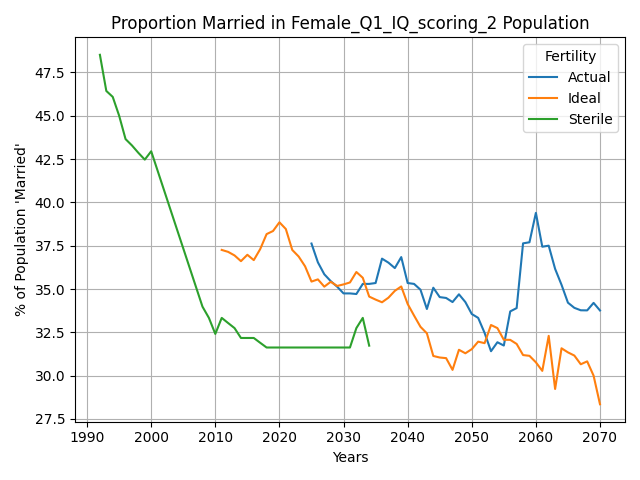 Proportion Married in Female_Q1_IQ_scoring_2 Population
% of Population 'Married'
47.5
45.0
42.5
40.0
37.5
35.0
32.5
30.0
27.5
Fertility
Actual
Ideal
Sterile
1990 2000 2010 2020 2030 2040 2050 2060 2070
Years